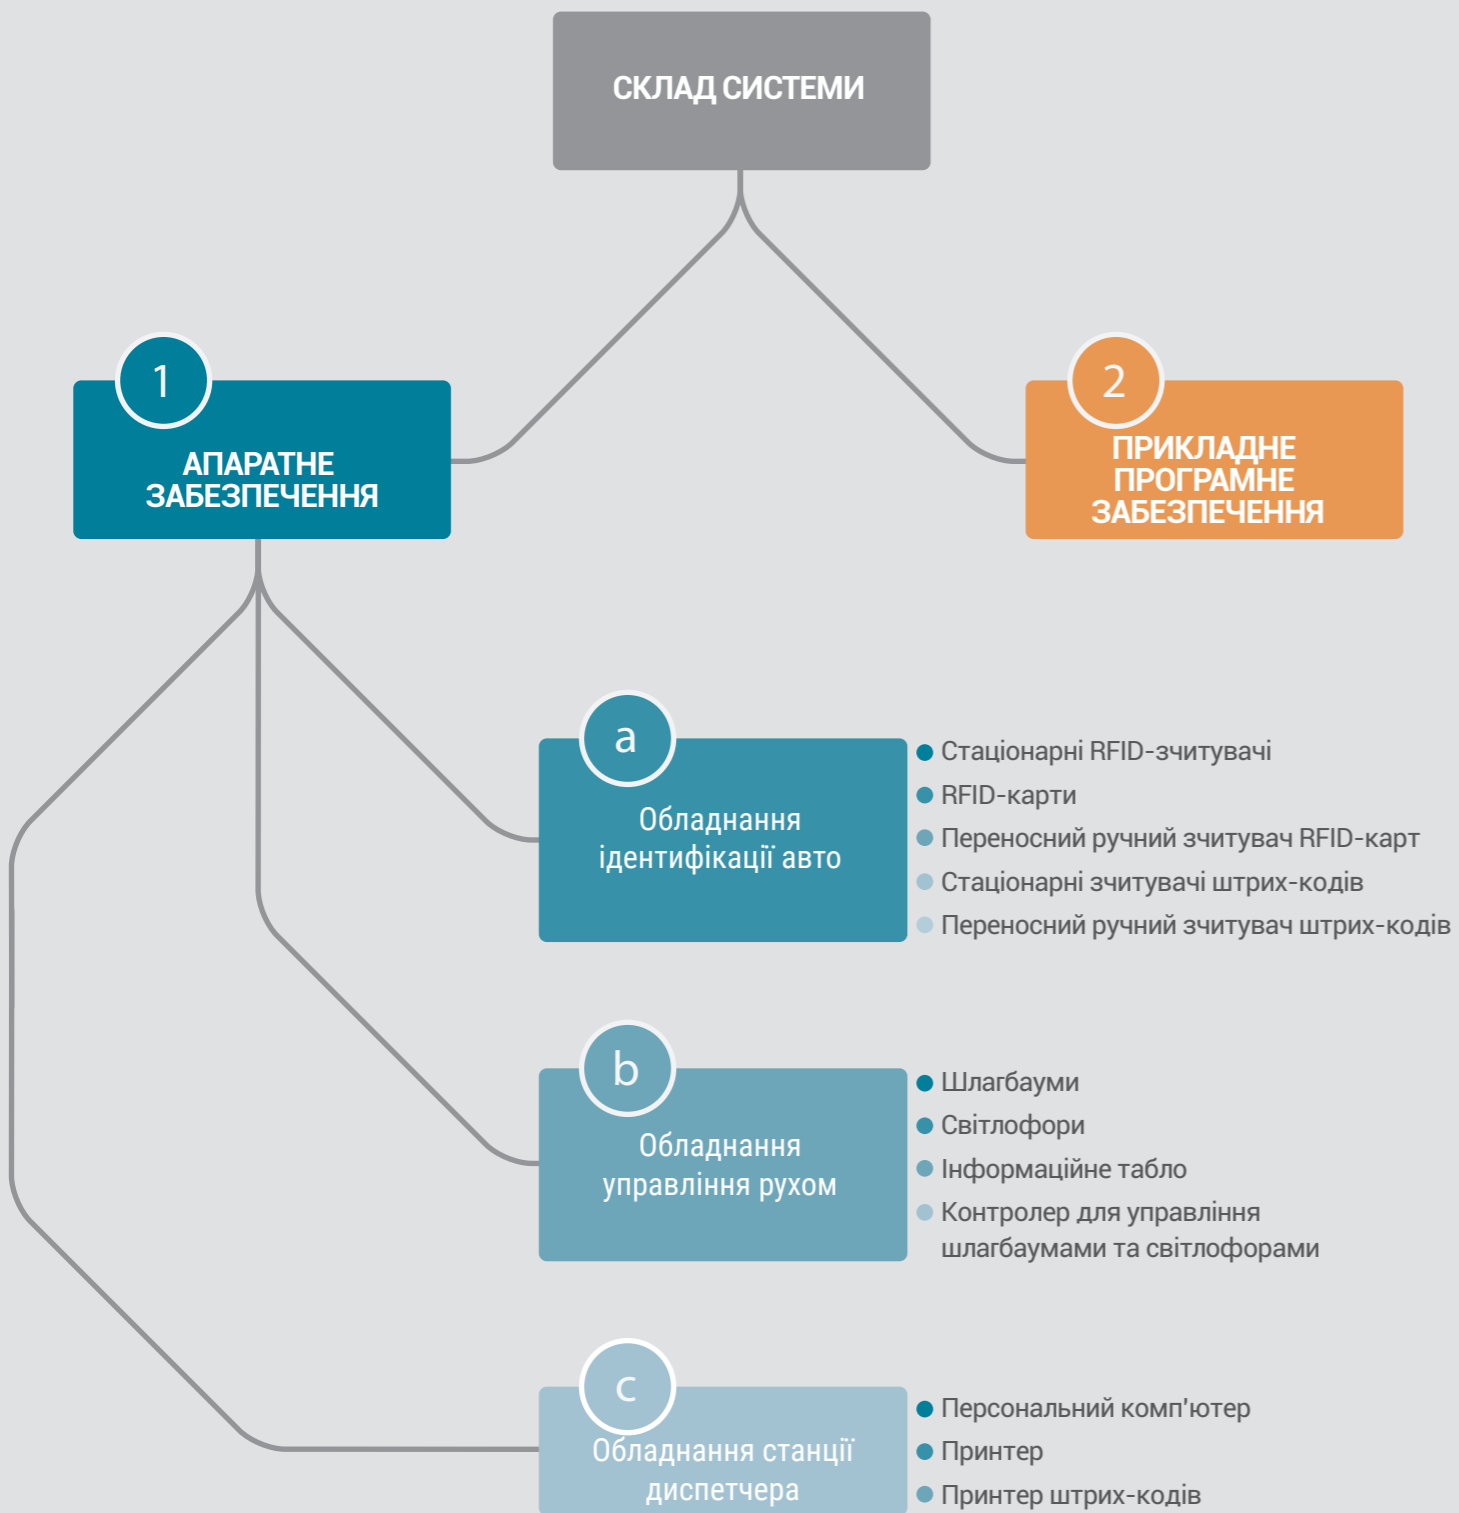 СКЛАД СИСТЕМИ
1
АПАРАТНЕ
ЗАБЕЗПЕЧЕННЯ
2
ПРИКЛАДНЕ
ПРОГРАМНЕ
ЗАБЕЗПЕЧЕННЯ
a
Обладнання
ідентифікації авто
Стаціонарні RFID-зчитувачі
RFID-карти
Переносний ручний зчитувач RFID-карт
Стаціонарні зчитувачі штрих-кодів
Переносний ручний зчитувач штрих-кодів
b
Обладнання
управління рухом
Шлагбауми
Світлофори
Інформаційне табло
Контролер для управління
шлагбаумами та світлофорами
c
Обладнання станції
диспетчера
Персональний комп'ютер
Принтер
Принтер штрих-кодів